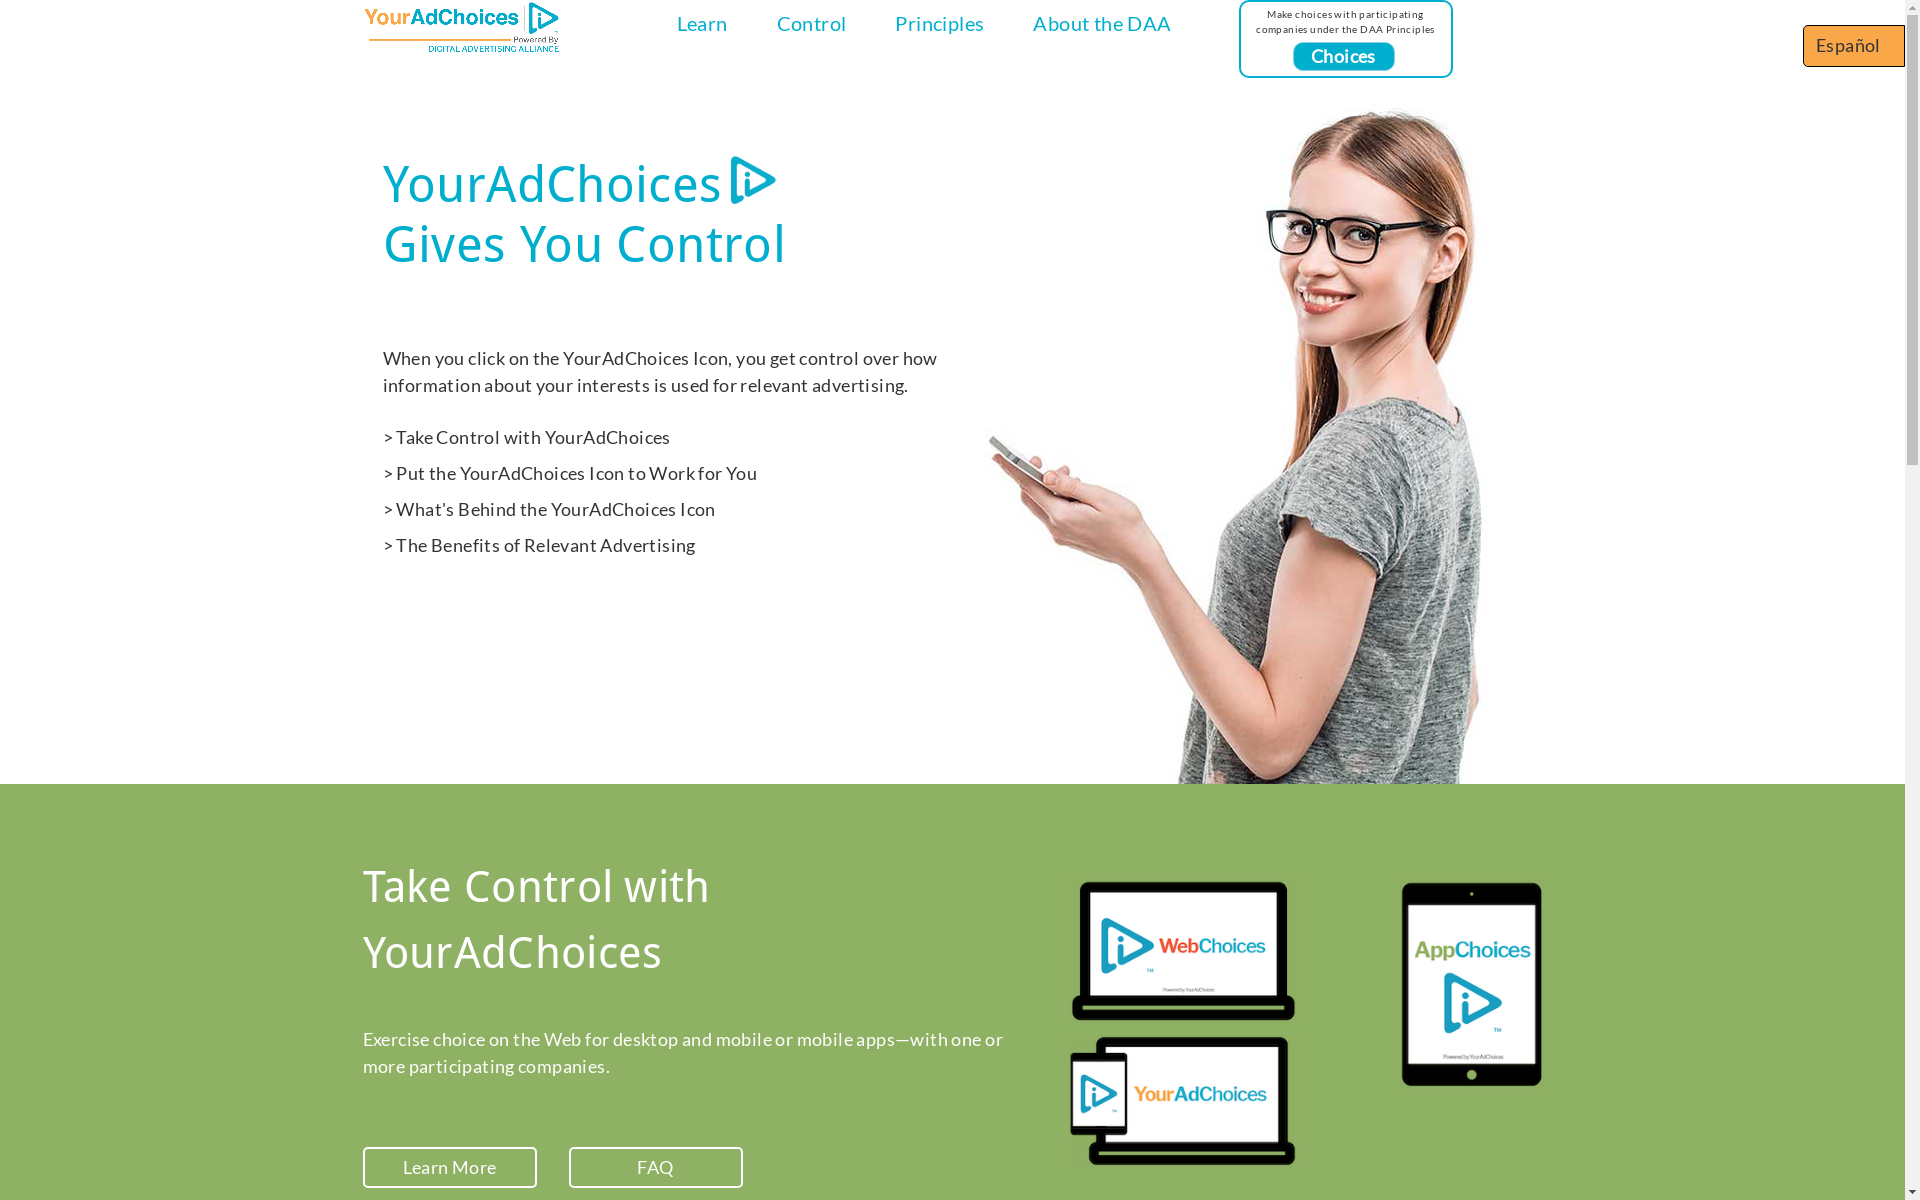 YourAdChoices
Powered By
DIGITAL ADVERTISING ALLIANCE
Learn
Control
Principles
About the DAA
Make choices with participating
companies under the DAA Principles
Choices
Español
YourAdChoices
Gives You Control
When you click on the YourAdChoices Icon, you get control over how
information about your interests is used for relevant advertising.
> Take Control with YourAdChoices
> Put the YourAdChoices Icon to Work for You
> What's Behind the YourAdChoices Icon
> The Benefits of Relevant Advertising
Take Control with
YourAdChoices
Exercise choice on the Web for desktop and mobile or mobile apps—with one or
more participating companies.
Learn More
FAQ
WebChoices
TM
Powered by YourAdChoices
AppChoices
TM
Powered by YourAdChoices
YourAdChoices
TM